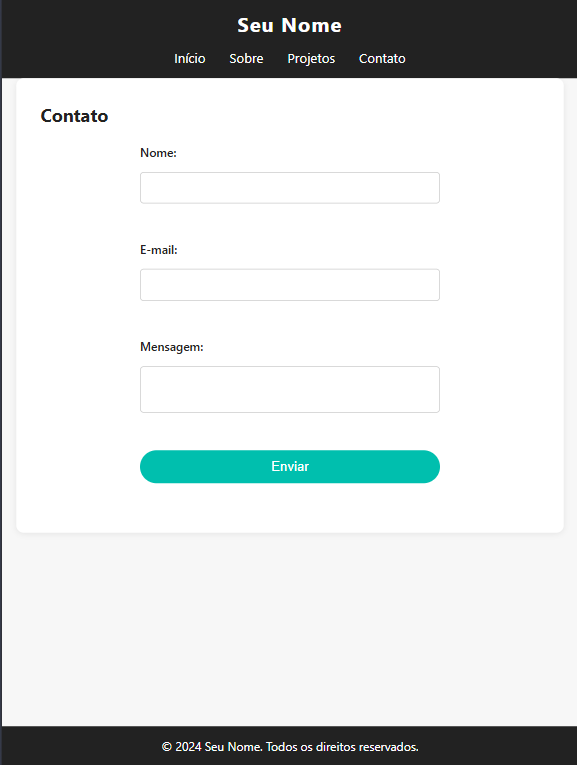 Seu Nome
Início Sobre Projetos Contato
Contato
Nome:
E-mail:
Mensagem:
Enviar
© 2024 Seu Nome. Todos os direitos reservados.